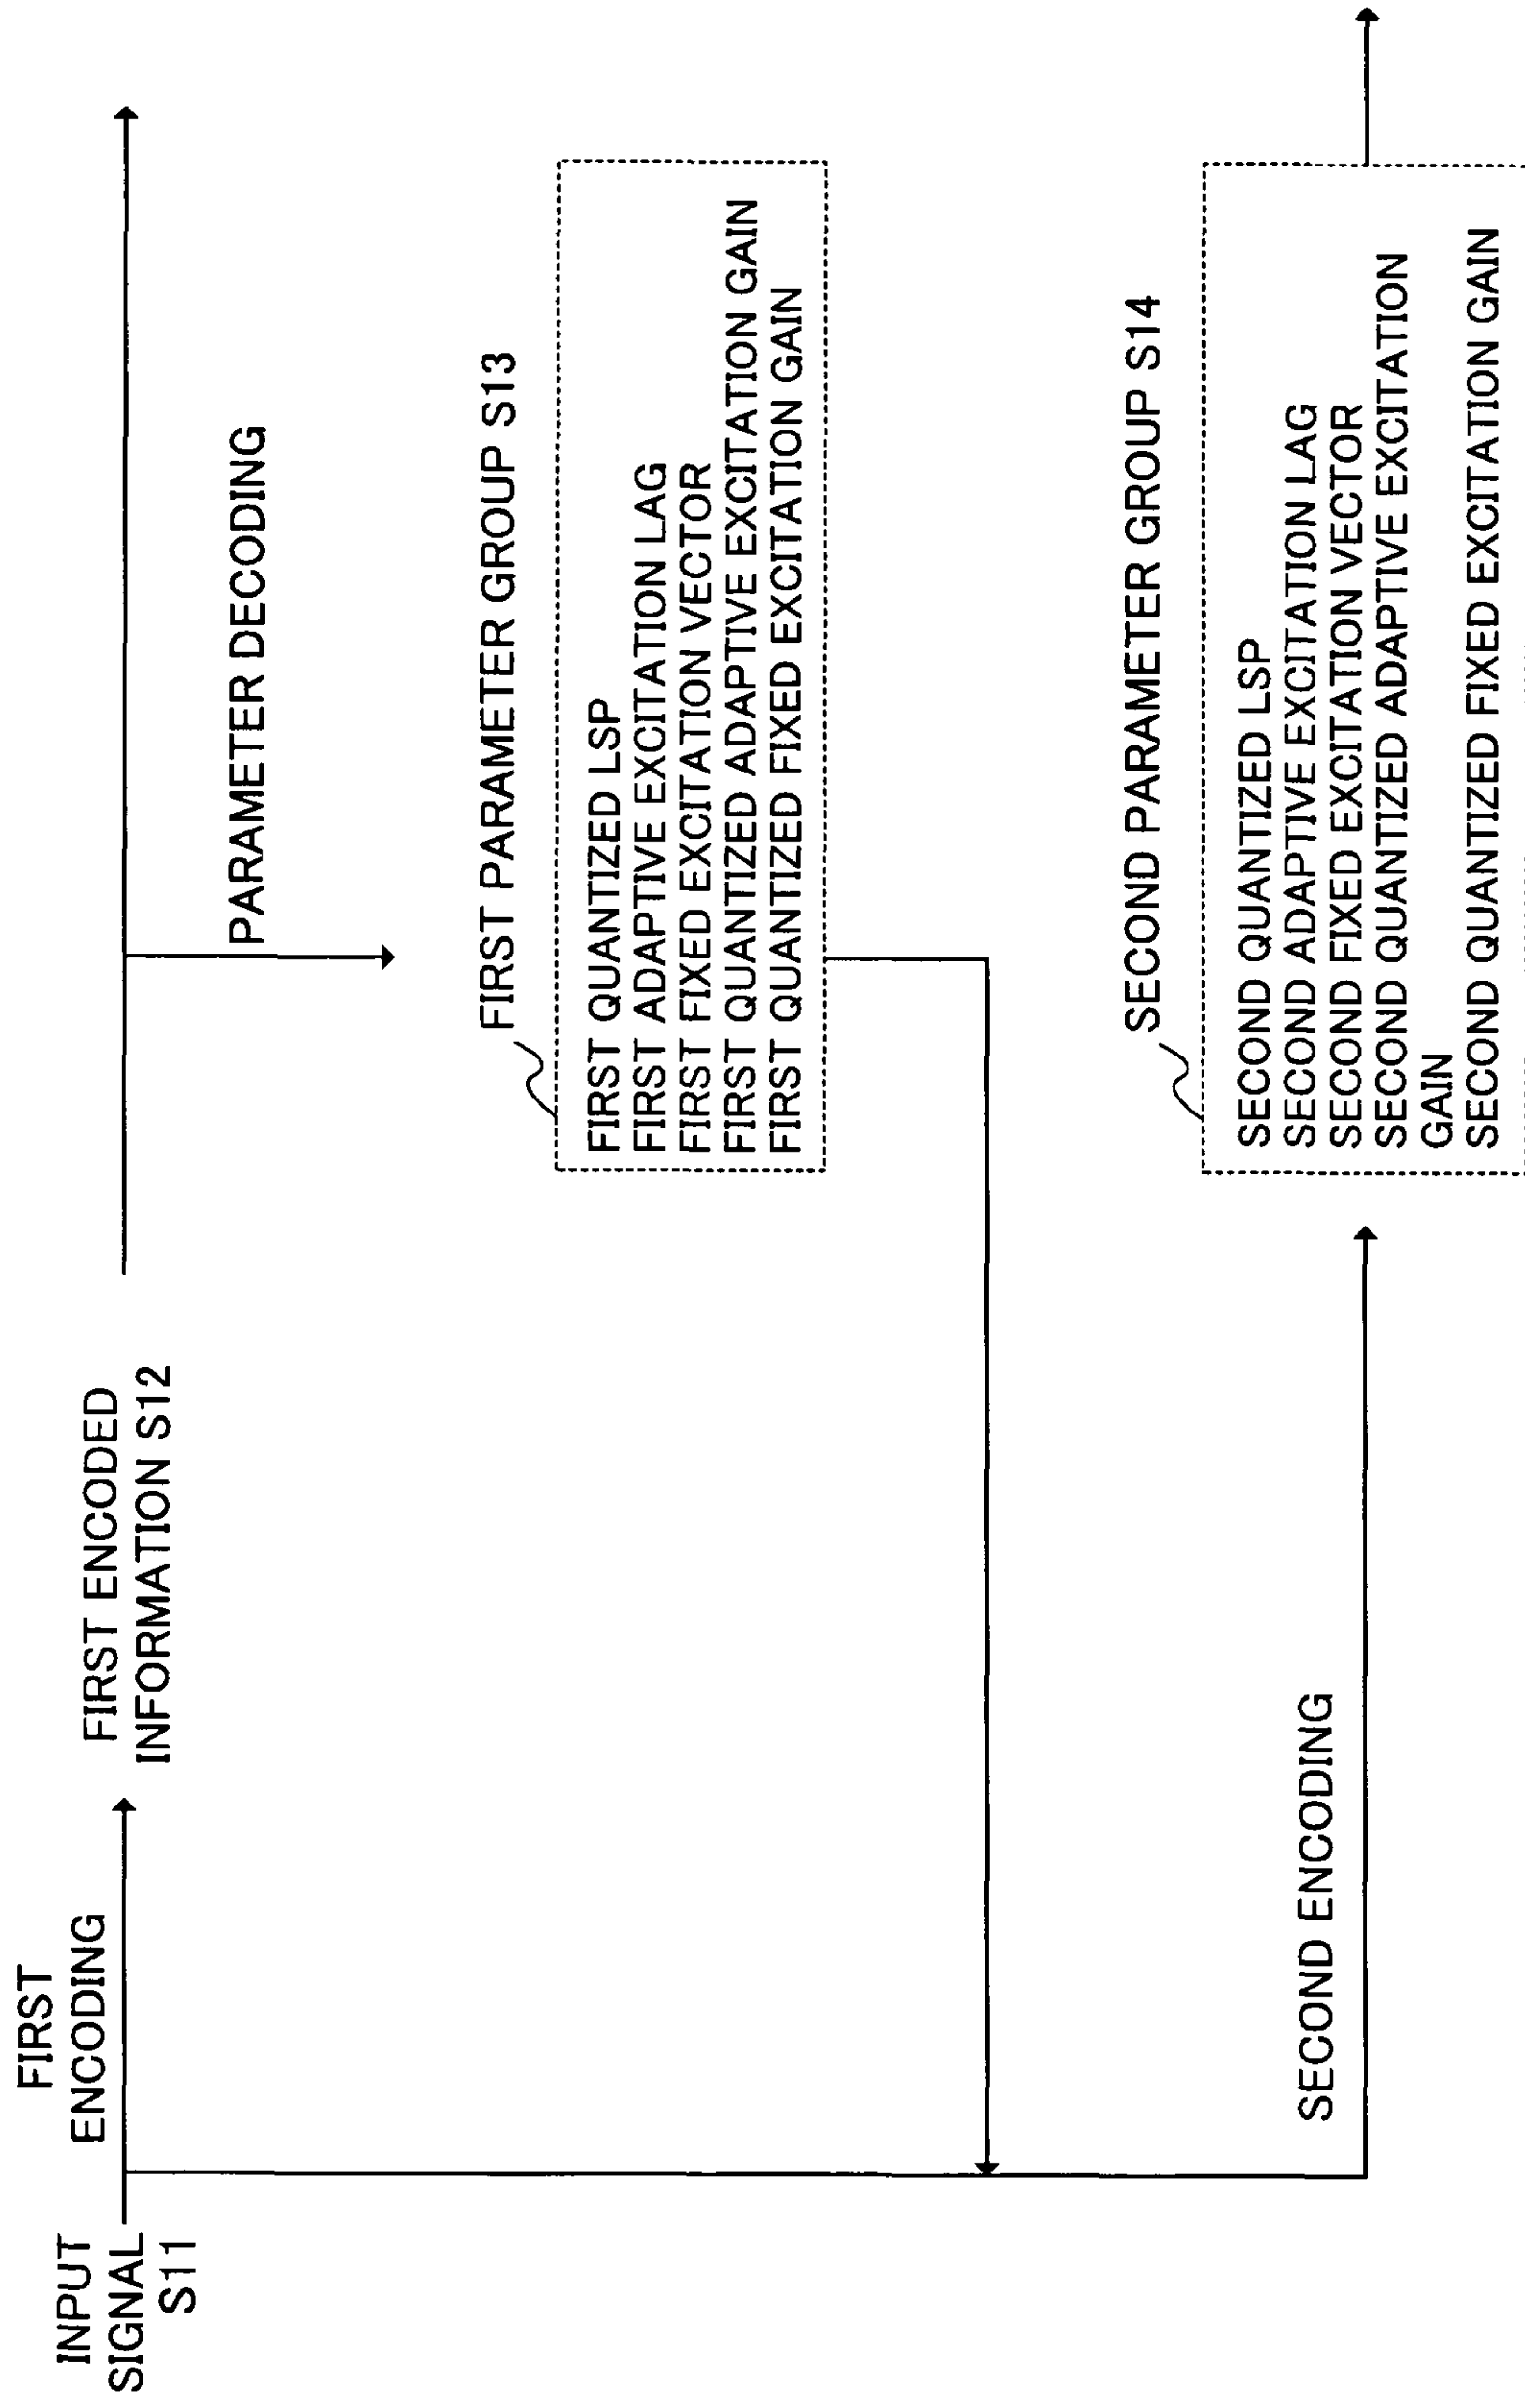 FIRST
ENCODING
INPUT
SIGNAL
S11
FIRST ENCODED
INFORMATION S12
PARAMETER DECODING
FIRST PARAMETER GROUP S13
FIRST QUANTIZED LSP
FIRST ADAPTIVE EXCITATION LAG
FIRST FIXED EXCITATION VECTOR
FIRST QUANTIZED ADAPTIVE EXCITATION GAIN
FIRST QUANTIZED FIXED EXCITATION GAIN
SECOND PARAMETER GROUP S14
SECOND ENCODING
SECOND QUANTIZED LSP
SECOND ADAPTIVE EXCITATION LAG
SECOND FIXED EXCITATION VECTOR
SECOND QUANTIZED ADAPTIVE EXCITATION
GAIN
SECOND QUANTIZED FIXED EXCITATION GAIN